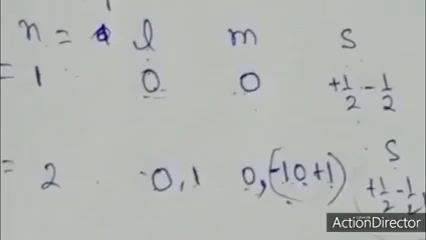 n = l m s
= 1 0 0 +1/2 -1/2
s
= 2 0,1 0,(-1 0 +1) +1/2 -1/2
ActionDirector